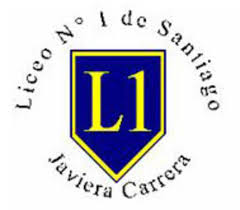 Liceo N° 1 de Santiago
L1
Javiera Carrera